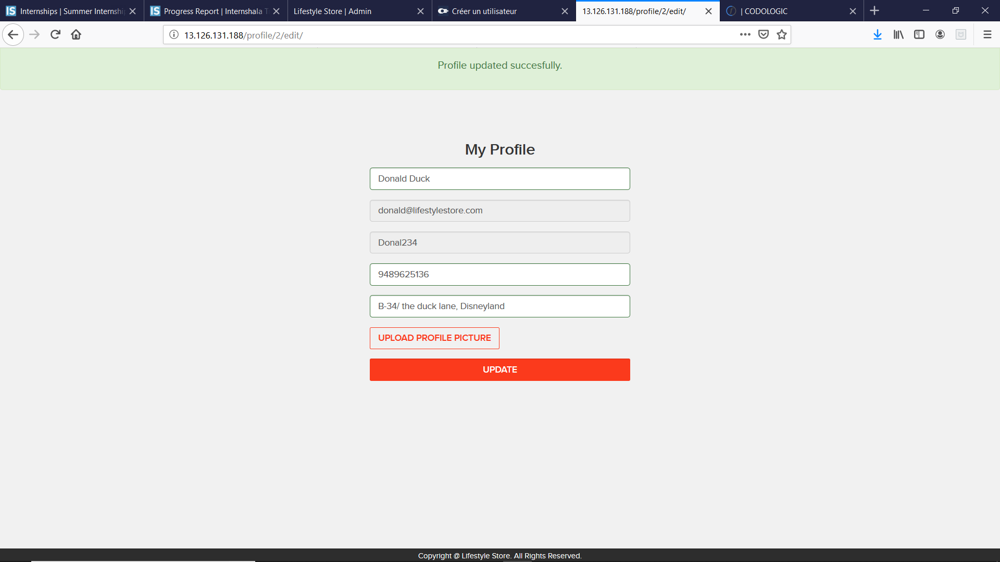 Internships | Summer Internshi
Progress Report | Internshala T
Lifestyle Store | Admin
Créer un utilisateur
13.126.131.188/profile/2/edit/
| CODOLOGIC
13.126.131.188/profile/2/edit/
Profile updated succesfully.
My Profile
Donald Duck
donald@lifestylestore.com
Donal234
9489625136
B-34/ the duck lane, Disneyland
UPLOAD PROFILE PICTURE
UPDATE
Copyright @ Lifestyle Store. All Rights Reserved.